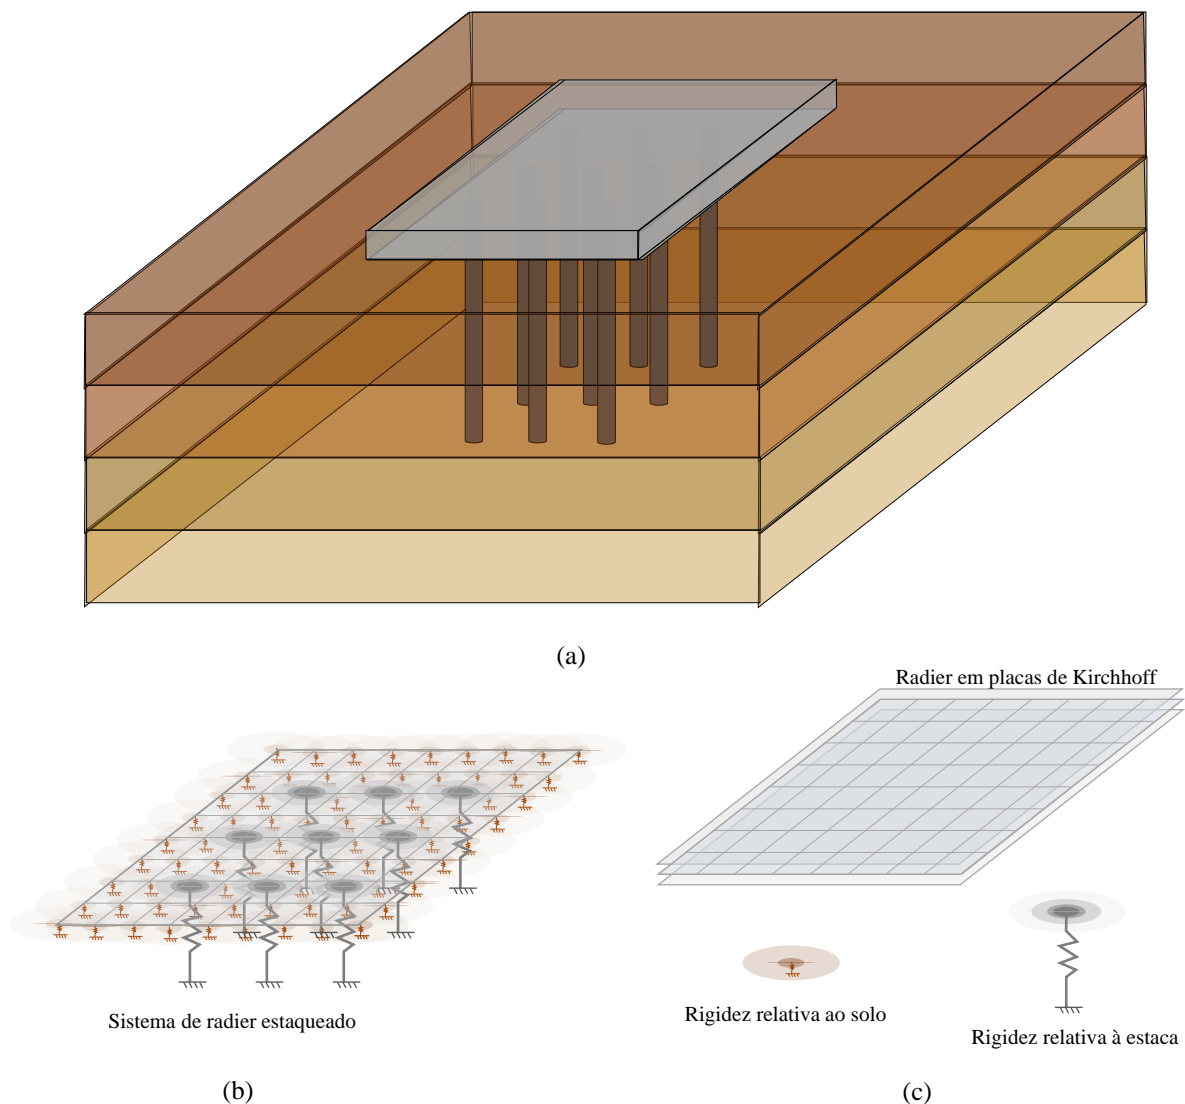 (a)
Radier em placas de Kirchhoff
Sistema de radier estaqueado
Rigidez relativa ao solo
Rigidez relativa à estaca
(b)
(c)